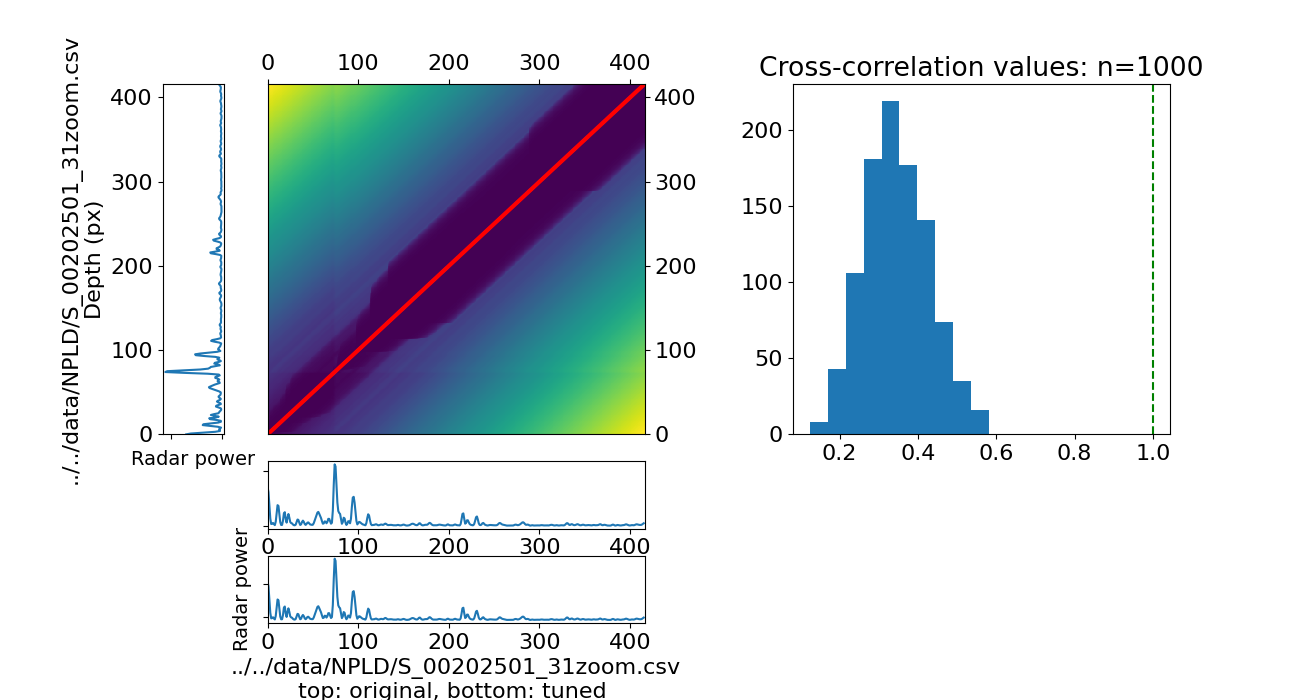 0 100 200 300 400
Cross-correlation values: n=1000
../../data/NPLD/S_00202501_31zoom.csv
Depth (px)
400
300
200
100
0
Radar power
400
300
200
100
0
200
150
100
50
0
0.2 0.4 0.6 0.8 1.0
0 100 200 300 400
Radar power
0 100 200 300 400
../../data/NPLD/S_00202501_31zoom.csv
top: original, bottom: tuned